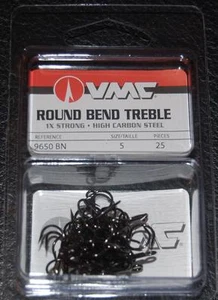 VMC
ROUND BEND TREBLE
1X STRONG • HIGH CARBON STEEL
REFERENCE SIZE/TAILLE PIECES
9650 BN 5 25